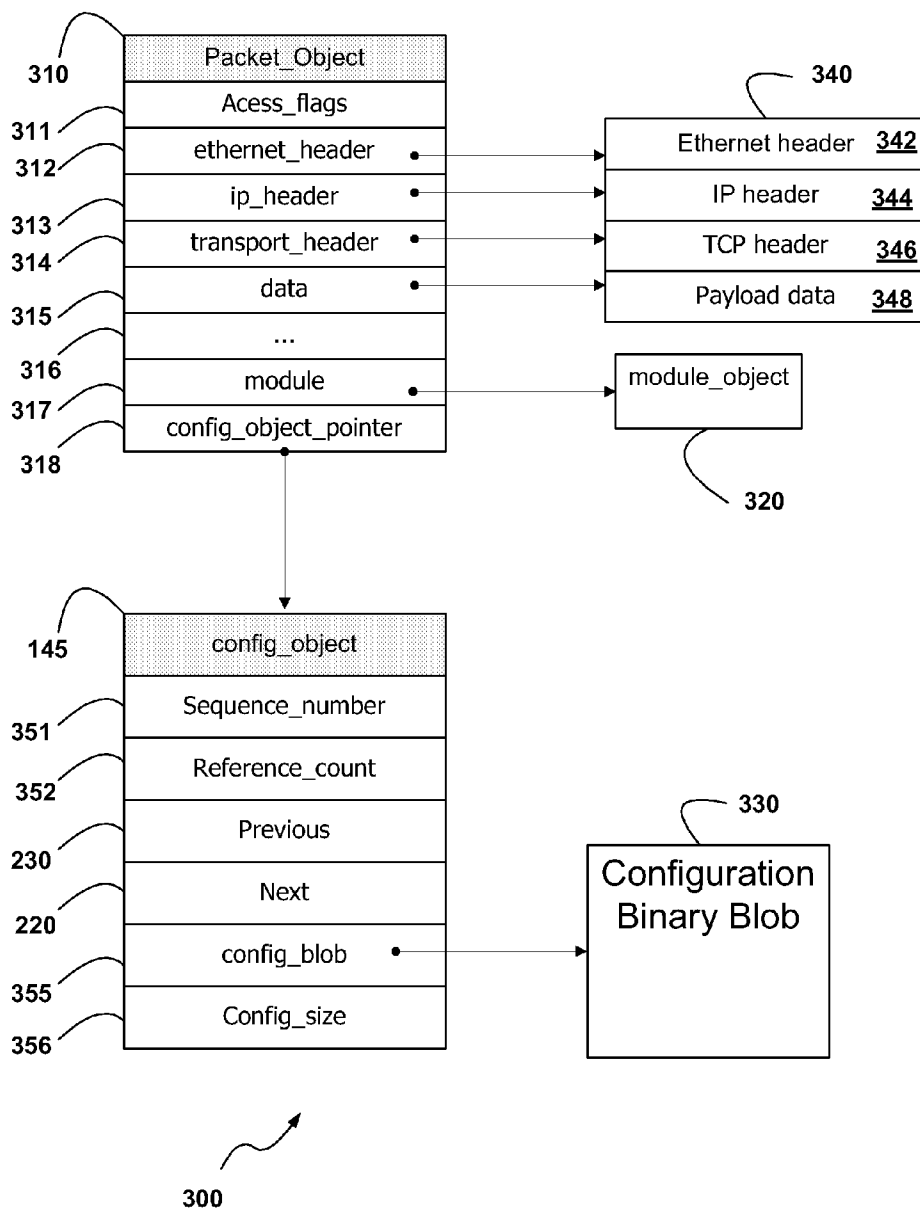 310
Packet_Object
311
Acess_flags
312
ethernet_header
313
ip_header
314
transport_header
315
data
316
...
317
module
318
config_object_pointer
340
Ethernet header 342
IP header 344
TCP header 346
Payload data 348
module_object
320
145
config_object
351
Sequence_number
352
Reference_count
230
Previous
220
Next
355
config_blob
356
Config_size
330
Configuration
Binary Blob
300